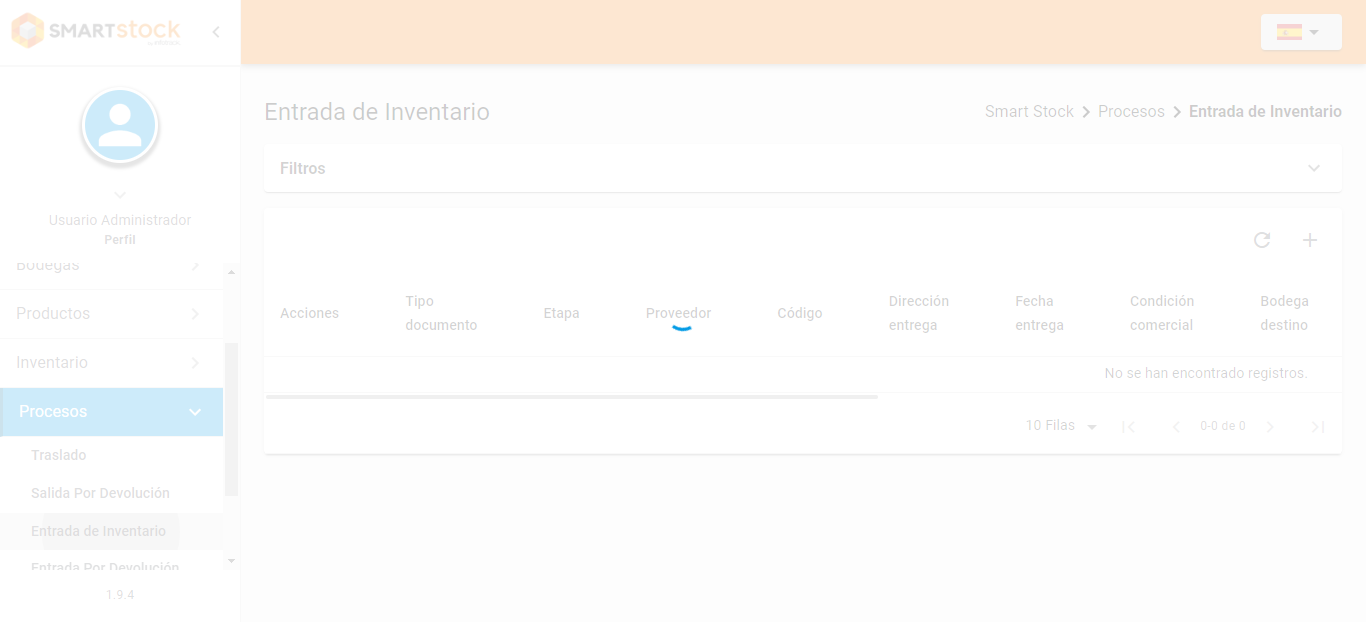 SMARTstock
Usuario Administrador
Perfil
Bodegas
Productos
Inventario
Procesos
Traslado
Salida Por Devolución
Entrada de Inventario
Entrada Por Devolución
1.9.4
Entrada de Inventario
Smart Stock > Procesos > Entrada de Inventario
Filtros
Acciones
Tipo
documento
Etapa
Proveedor
Código
Dirección
entrega
Fecha
entrega
Condición
comercial
Bodega
destino
No se han encontrado registros.
10 Filas
0-0 de 0